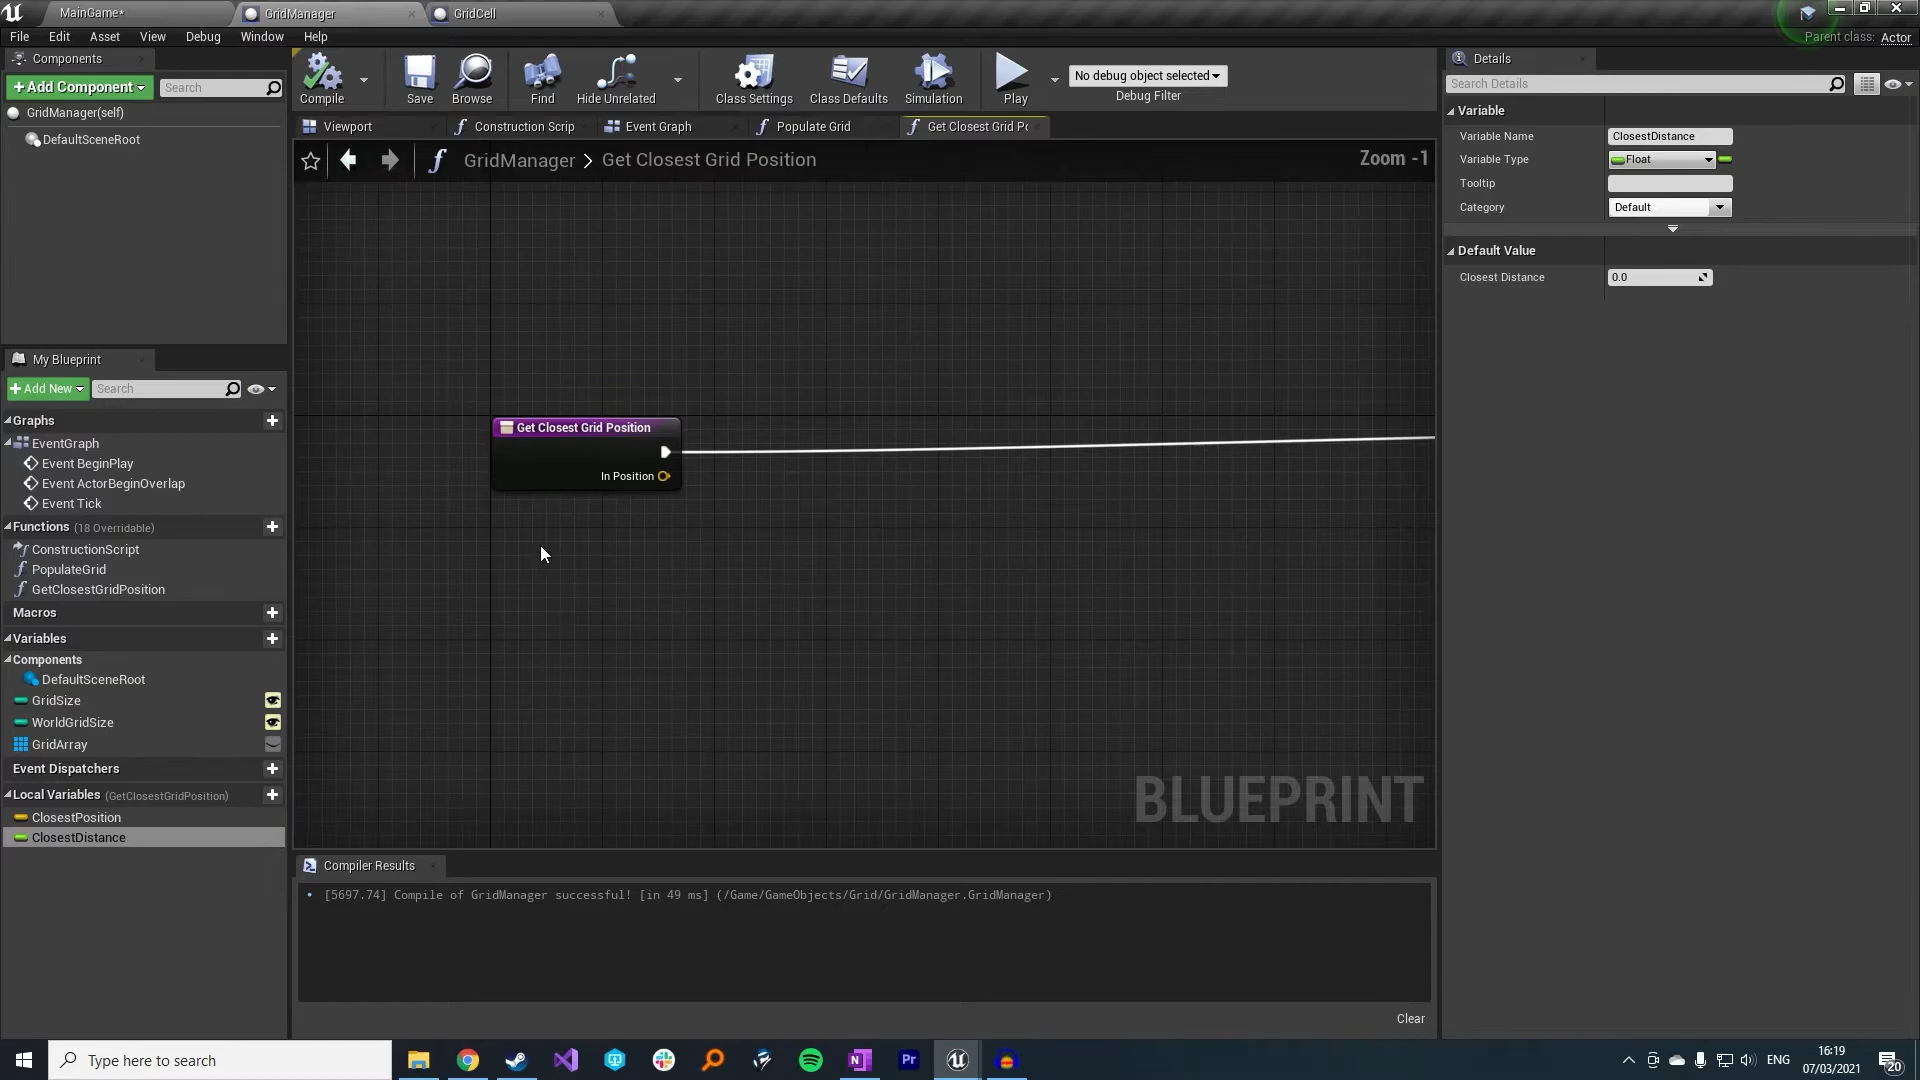 MainGame*
GridManager
GridCell
File
Edit
Asset
View
Debug
Window
Help
Parent class: Actor
Components
+Add Component
Search
GridManager(self)
DefaultSceneRoot
Compile
Save
Browse
Find
Hide Unrelated
Class Settings
Class Defaults
Simulation
Play
No debug object selected
Debug Filter
Viewport
Construction Scrip
Event Graph
Populate Grid
Get Closest Grid Pc
GridManager > Get Closest Grid Position
Zoom -1
Get Closest Grid Position
In Position
BLUEPRINT
My Blueprint
+Add New
Search
Graphs
EventGraph
Event BeginPlay
Event ActorBeginOverlap
Event Tick
Functions (18 Overridable)
ConstructionScript
PopulateGrid
GetClosestGridPosition
Macros
Variables
Components
DefaultSceneRoot
GridSize
WorldGridSize
GridArray
Event Dispatchers
Local Variables (GetClosestGridPosition)
ClosestPosition
ClosestDistance
Compiler Results
[5697.74] Compile of GridManager successful! [in 49 ms] (/Game/GameObjects/Grid/GridManager.GridManager)
Clear
Details
Search Details
Variable
Variable Name ClosestDistance
Variable Type Float
Tooltip
Category Default
Default Value
Closest Distance 0.0
Type here to search
ENG
16:19
07/03/2021
20